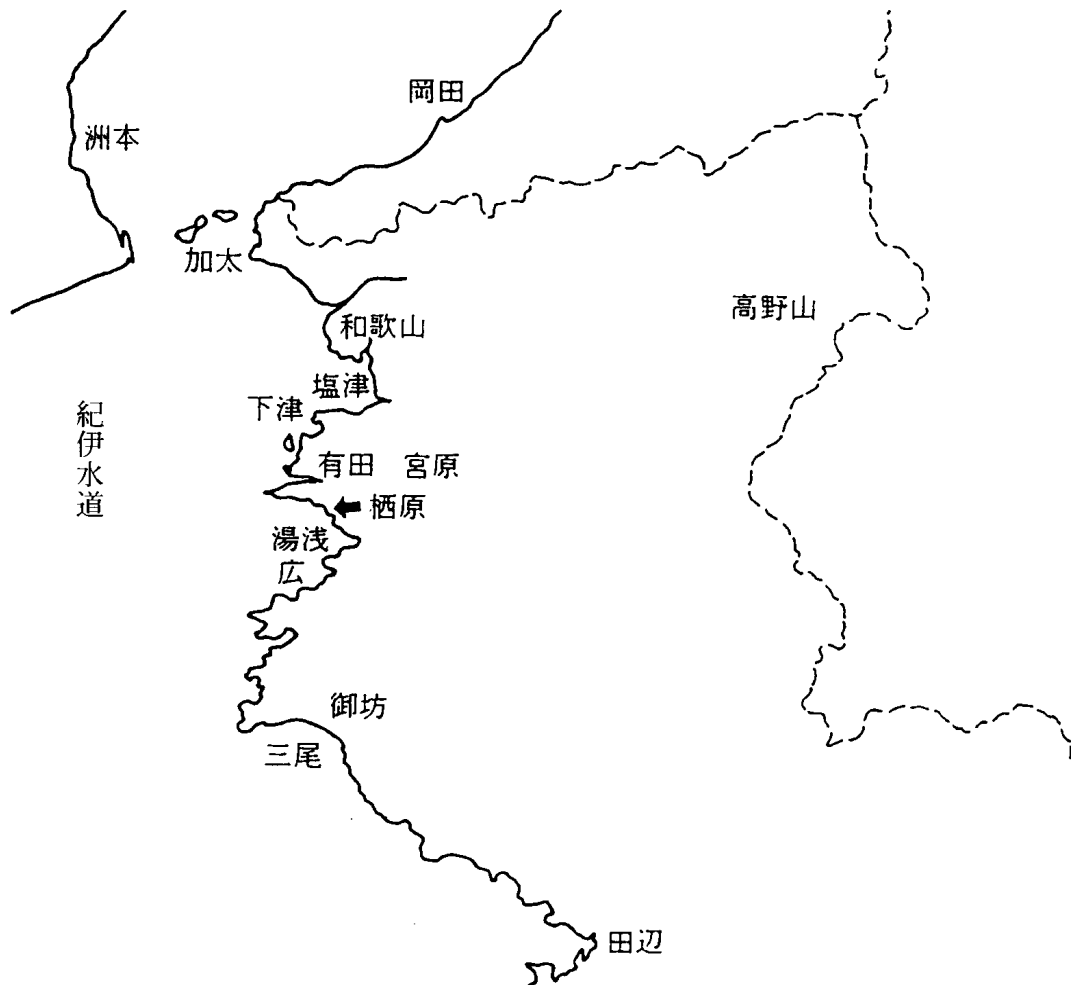 岡田
洲本
加太
高野山
和歌山
塩津
下津
紀伊水道
有田 宮原
栖原
湯浅
広
御坊
三尾
田辺